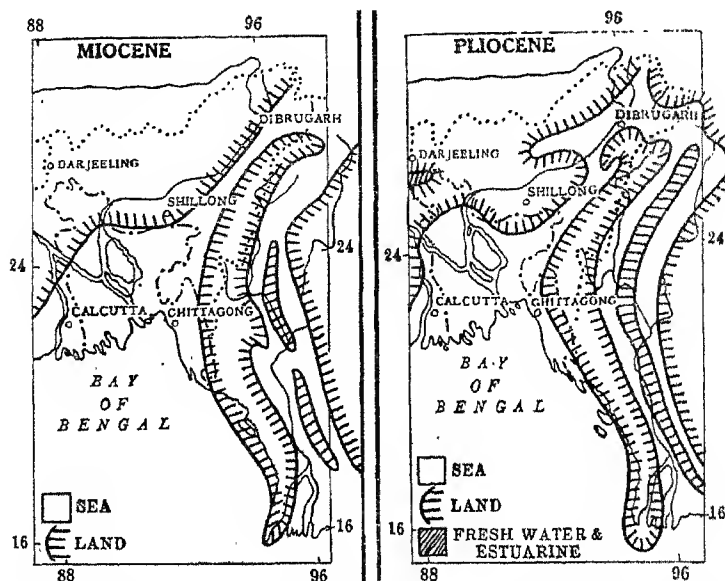 88
96
MIOCENE
DIBRUGARH
DARJEELING
SHILLONG
24
CALCUTTA
CHITTAGONG
BAY
OF
BENGAL
SEA
LAND
16
16
88
96
96
PLIOCENE
DIBRUGARH
DARJEELING
SHILLONG
24
24
CALCUTTA
CHITTAGONG
BAY
OF
BENGAL
SEA
LAND
16
16
FRESH WATER &
ESTUARINE
88
96